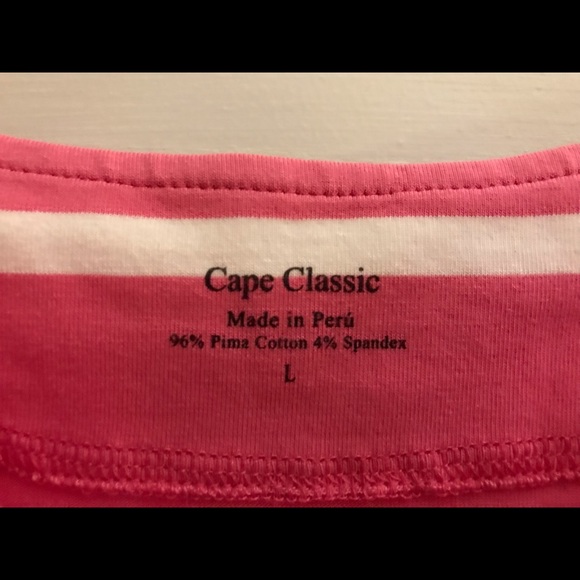 Cape Classic
Made in Perú
96% Pima Cotton 4% Spandex
L